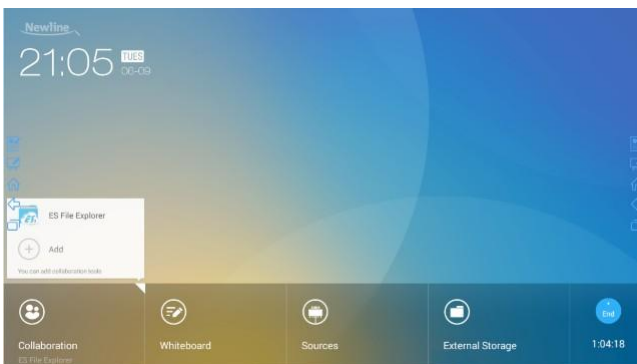 Newline
21:05 TUES
06-09
ES File Explorer
Add
You can add collaboration tools
Collaboration
ES File Explorer
Whiteboard
Sources
External Storage
End
1:04:18